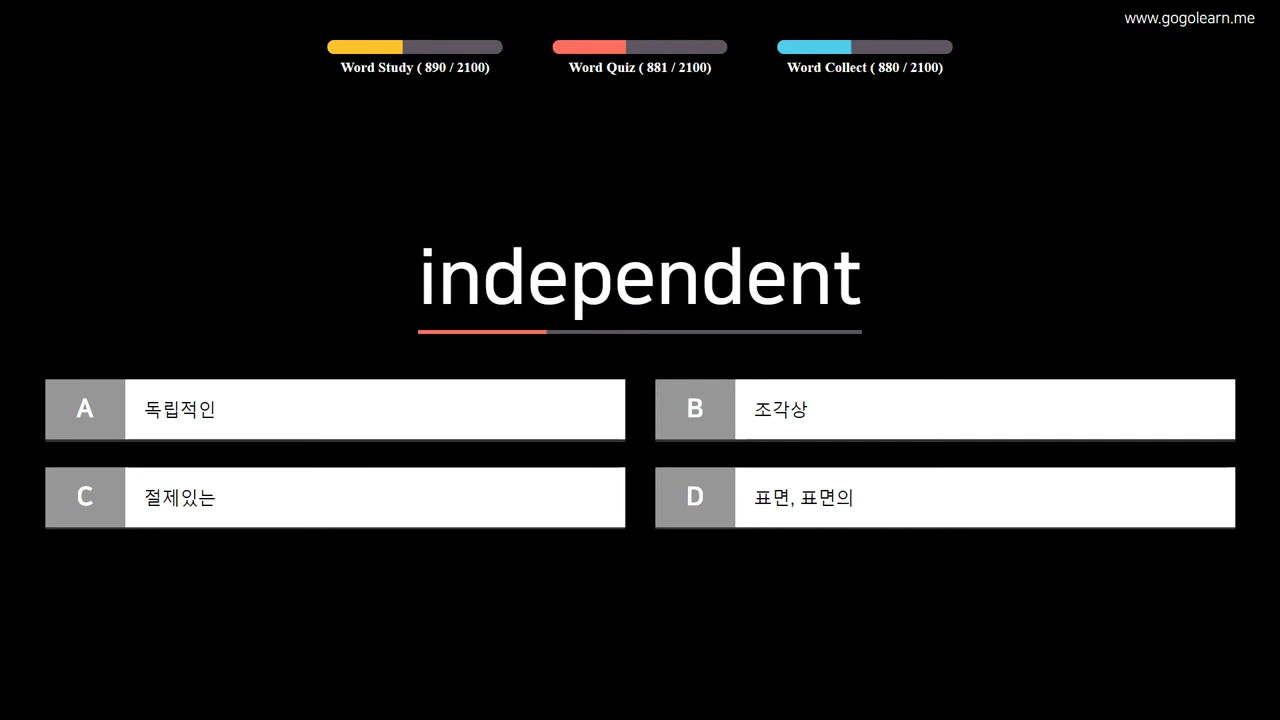 www.gogolearn.me
Word Study ( 890 / 2100)
Word Quiz ( 881 / 2100)
Word Collect ( 880 / 2100)
independent
A 독립적인
B 조각상
C 절제있는
D 표면, 표면의